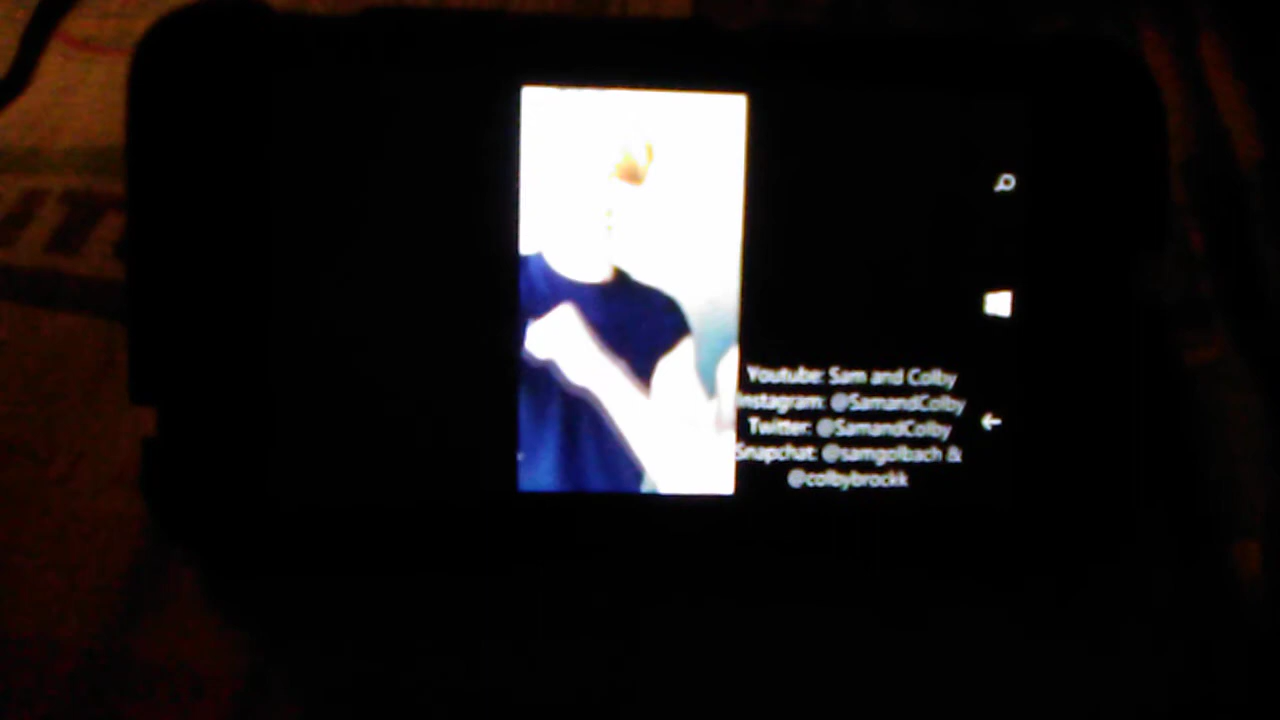 Youtube: Sam and Colby
Instagram: @SamandColby
Twitter: @SamandColby
Snapchat: @samgolbach &
@colbybrockk